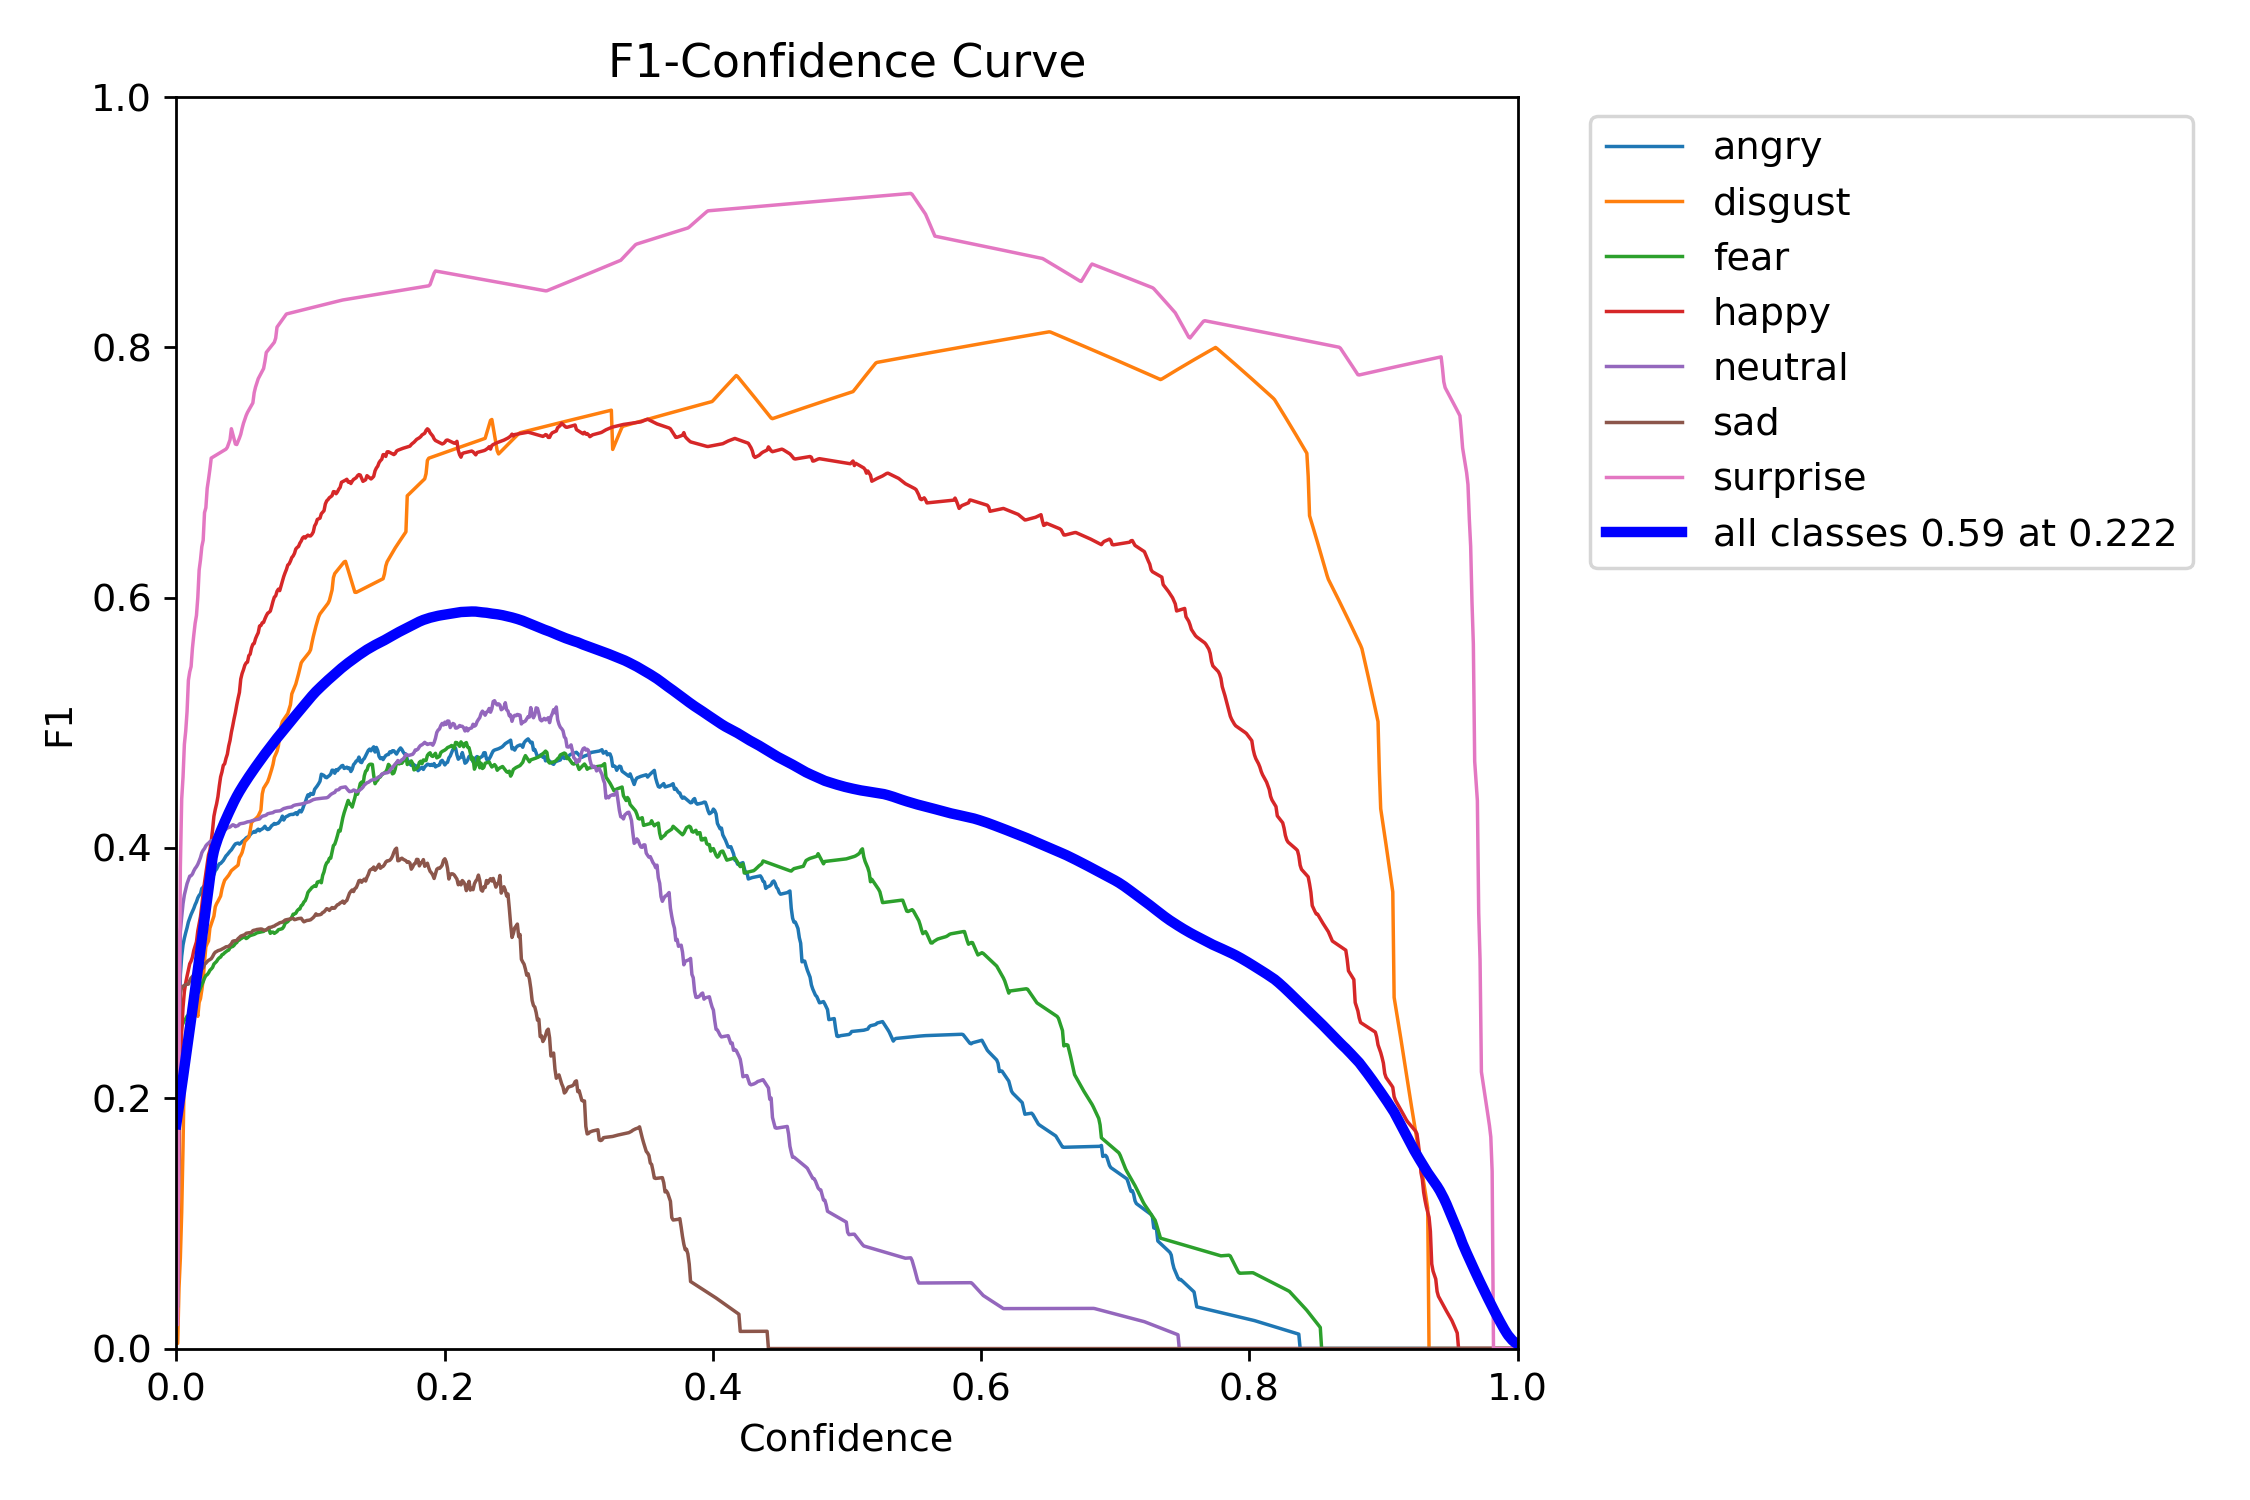 F1-Confidence Curve
1.0
0.8
0.6
0.4
0.2
0.0
F1
0.0 0.2 0.4 0.6 0.8 1.0
Confidence
angry
disgust
fear
happy
neutral
sad
surprise
all classes 0.59 at 0.222